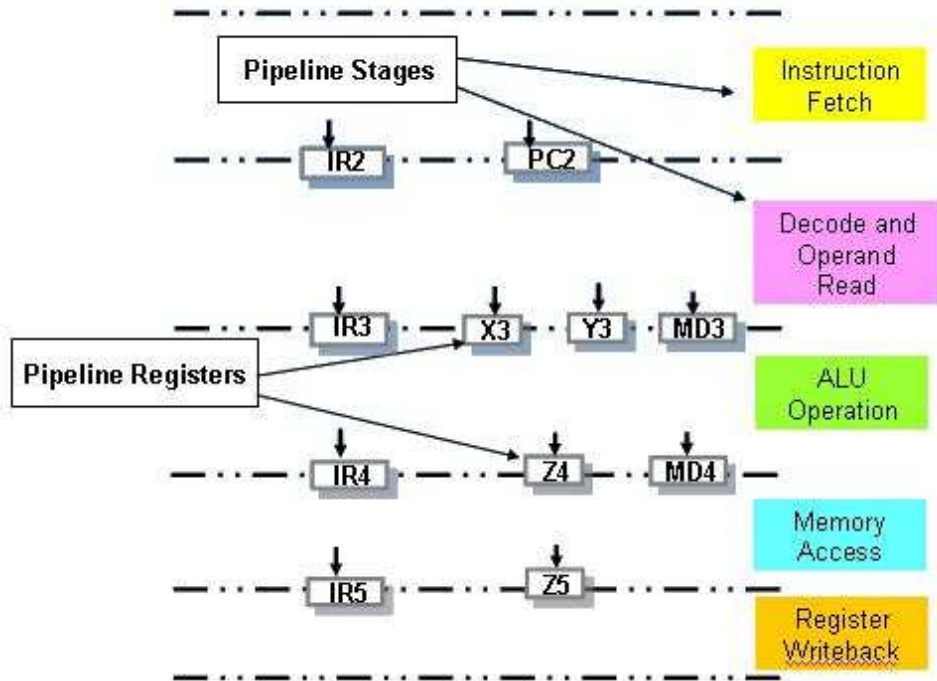 Pipeline Stages
Instruction
Fetch
IR2
PC2
Decode and
Operand
Read
IR3
X3
Y3
MD3
Pipeline Registers
ALU
Operation
IR4
Z4
MD4
Memory
Access
IR5
Z5
Register
Writeback